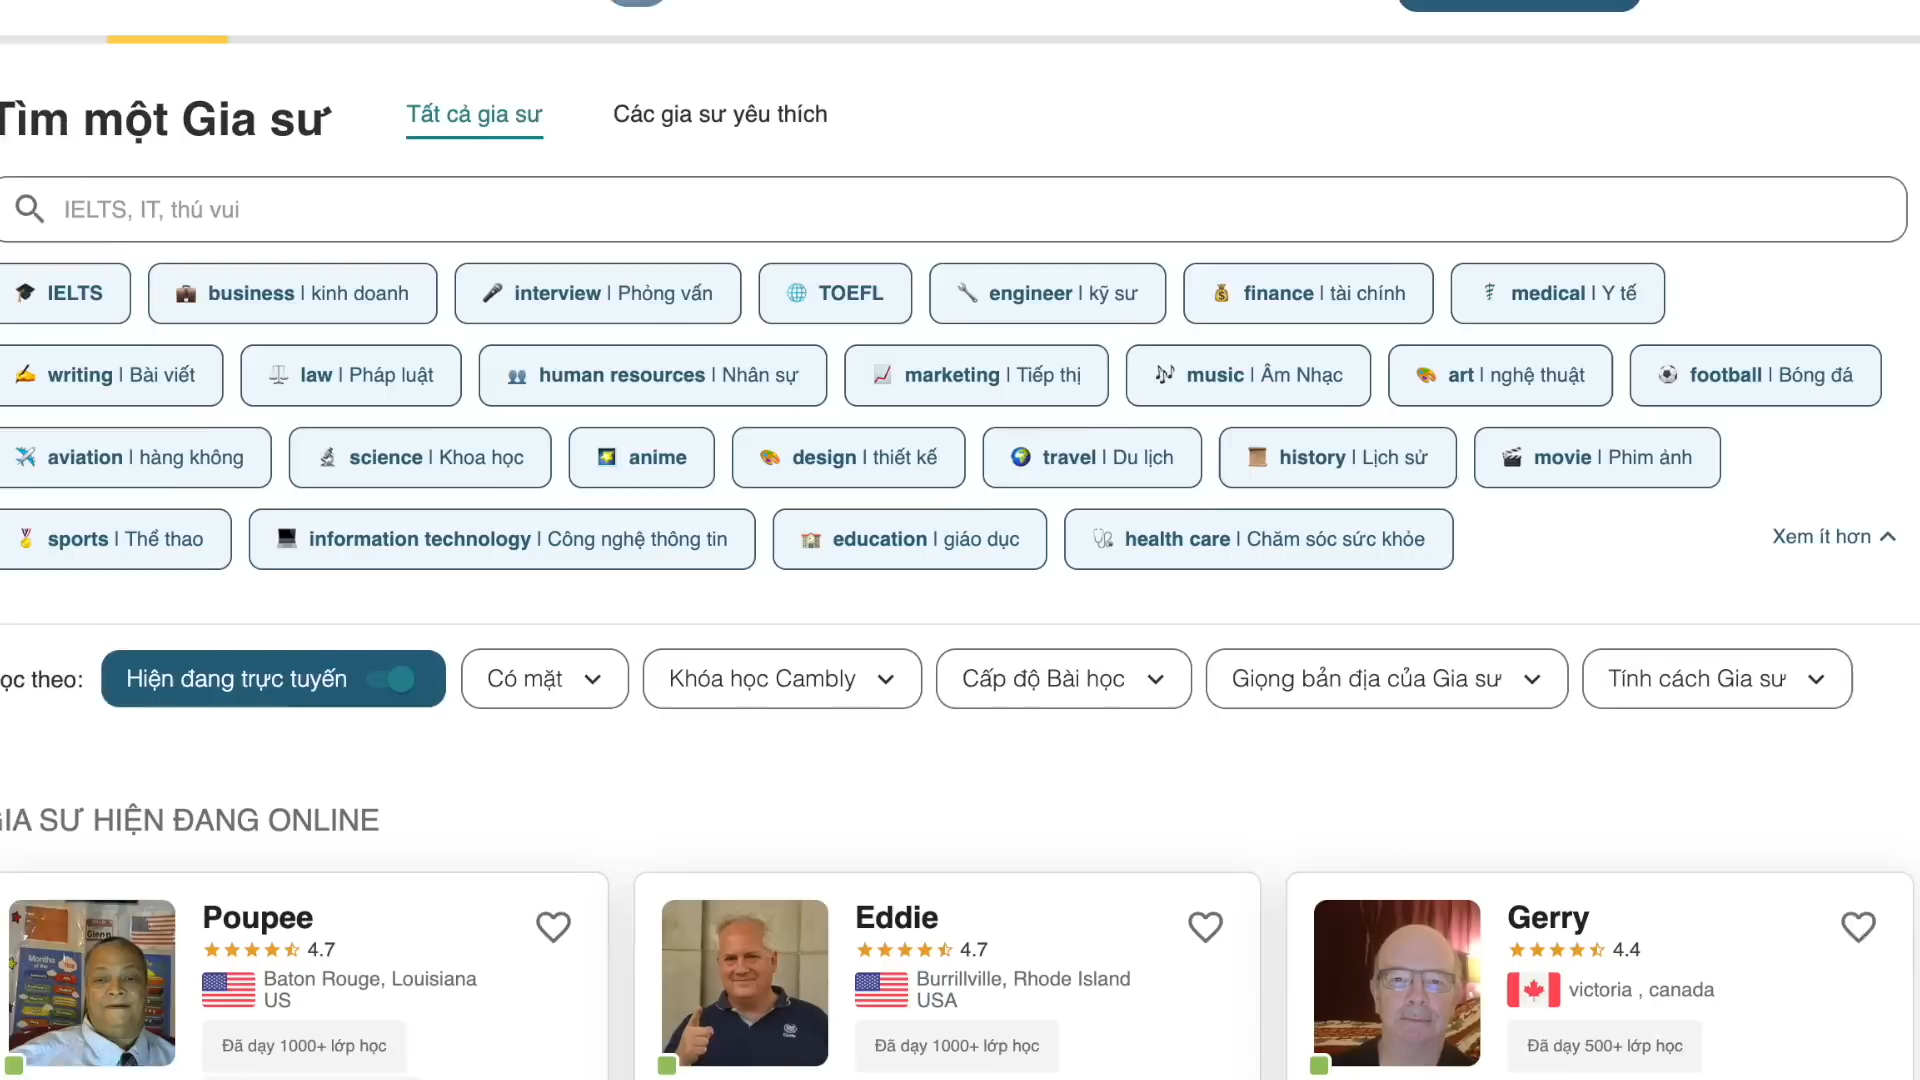 Tìm một Gia sư
Tất cả gia sư
Các gia sư yêu thích
IELTS, IT, thú vui
IELTS
business | kinh doanh
interview | Phỏng vấn
TOEFL
engineer | kỹ sư
finance | tài chính
medical | Y tế
writing | Bài viết
law | Pháp luật
human resources | Nhân sự
marketing | Tiếp thị
music | Âm Nhạc
art | nghệ thuật
football | Bóng đá
aviation | hàng không
science | Khoa học
anime
design | thiết kế
travel | Du lịch
history | Lịch sử
movie | Phim ảnh
sports | Thể thao
information technology | Công nghệ thông tin
education | giáo dục
health care | Chăm sóc sức khỏe
Xem ít hơn
ọc theo:
Hiện đang trực tuyến
Có mặt
Khóa học Cambly
Cấp độ Bài học
Giọng bản địa của Gia sư
Tính cách Gia sư
GIA SƯ HIỆN ĐANG ONLINE
Poupee
4.7
Baton Rouge, Louisiana
US
Đã dạy 1000+ lớp học
Eddie
4.7
Burrillville, Rhode Island
USA
Đã dạy 1000+ lớp học
Gerry
4.4
victoria , canada
Đã dạy 500+ lớp học